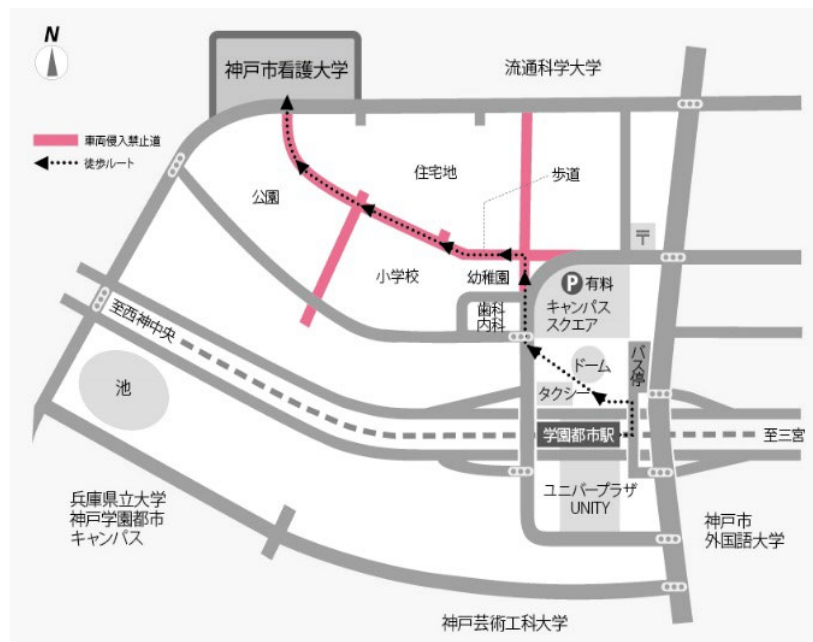 N
神戸市看護大学
流通科学大学
車両侵入禁止道
徒歩ルート
住宅地
歩道
公園
〒
小学校
幼稚園
P 有料
キャンパス
スクエア
歯科
内科
至西神中央
ドーム
バス停
タクシー
池
学園都市駅
至三宮
ユニバープラザ
UNITY
兵庫県立大学
神戸学園都市
キャンパス
神戸市
外国語大学
神戸芸術工科大学